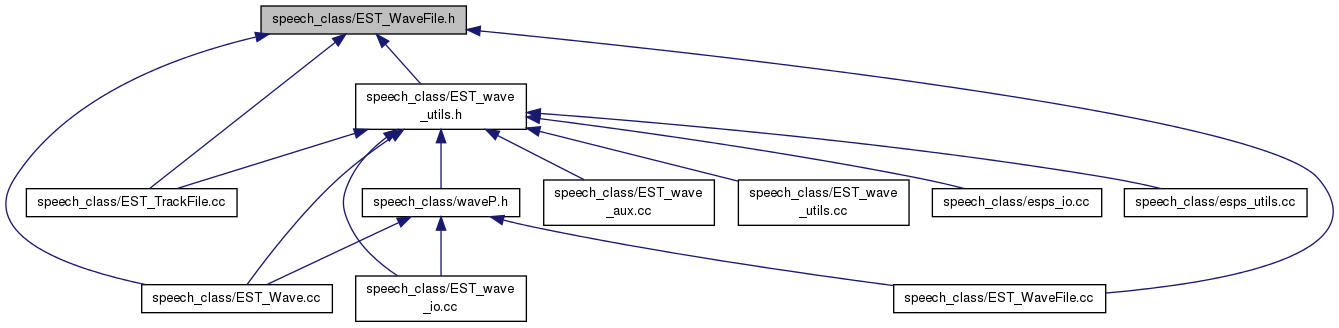 speech_class/EST_WaveFile.h
speech_class/EST_wave
_utils.h
speech_class/EST_TrackFile.cc
speech_class/waveP.h
speech_class/EST_wave
_aux.cc
speech_class/EST_wave
_utils.cc
speech_class/esps_io.cc
speech_class/esps_utils.cc
speech_class/EST_Wave.cc
speech_class/EST_wave
_io.cc
speech_class/EST_WaveFile.cc